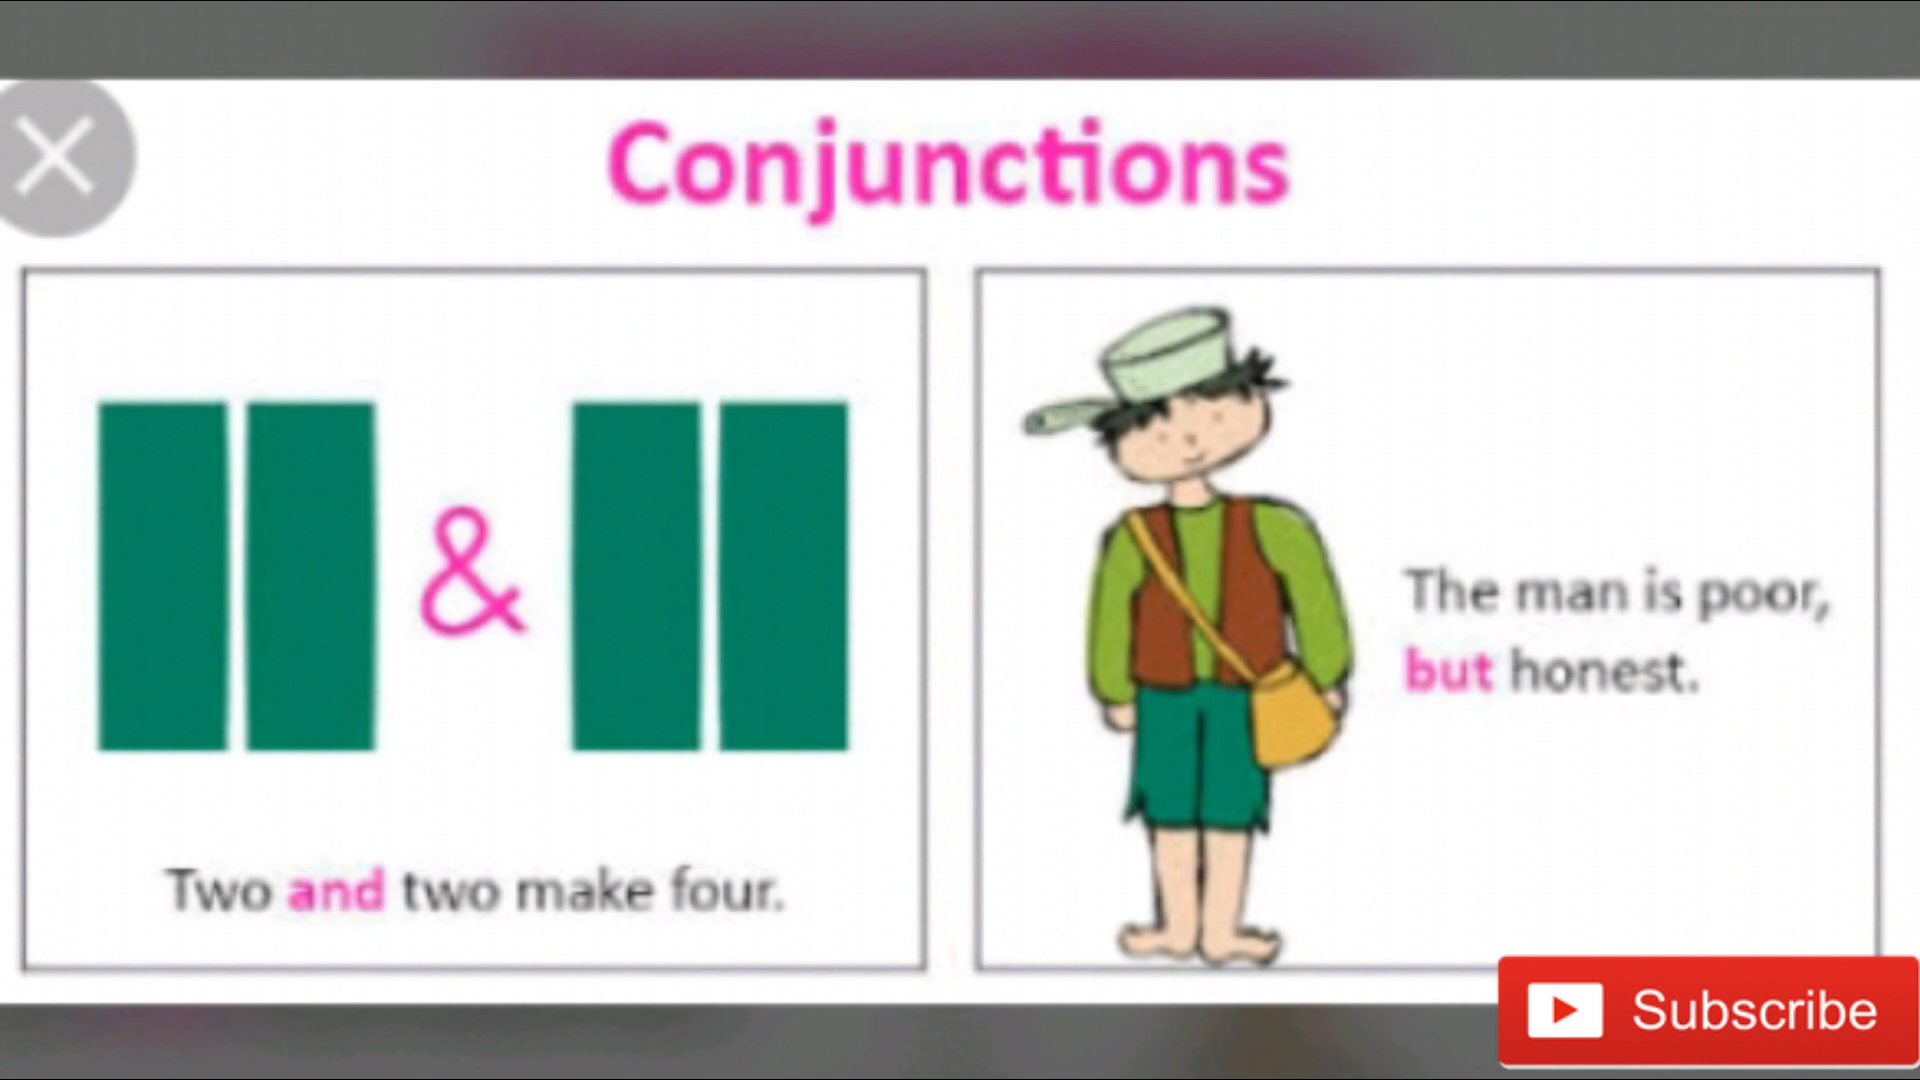 Conjunctions
&
Two and two make four.
The man is poor,
but honest.
Subscribe